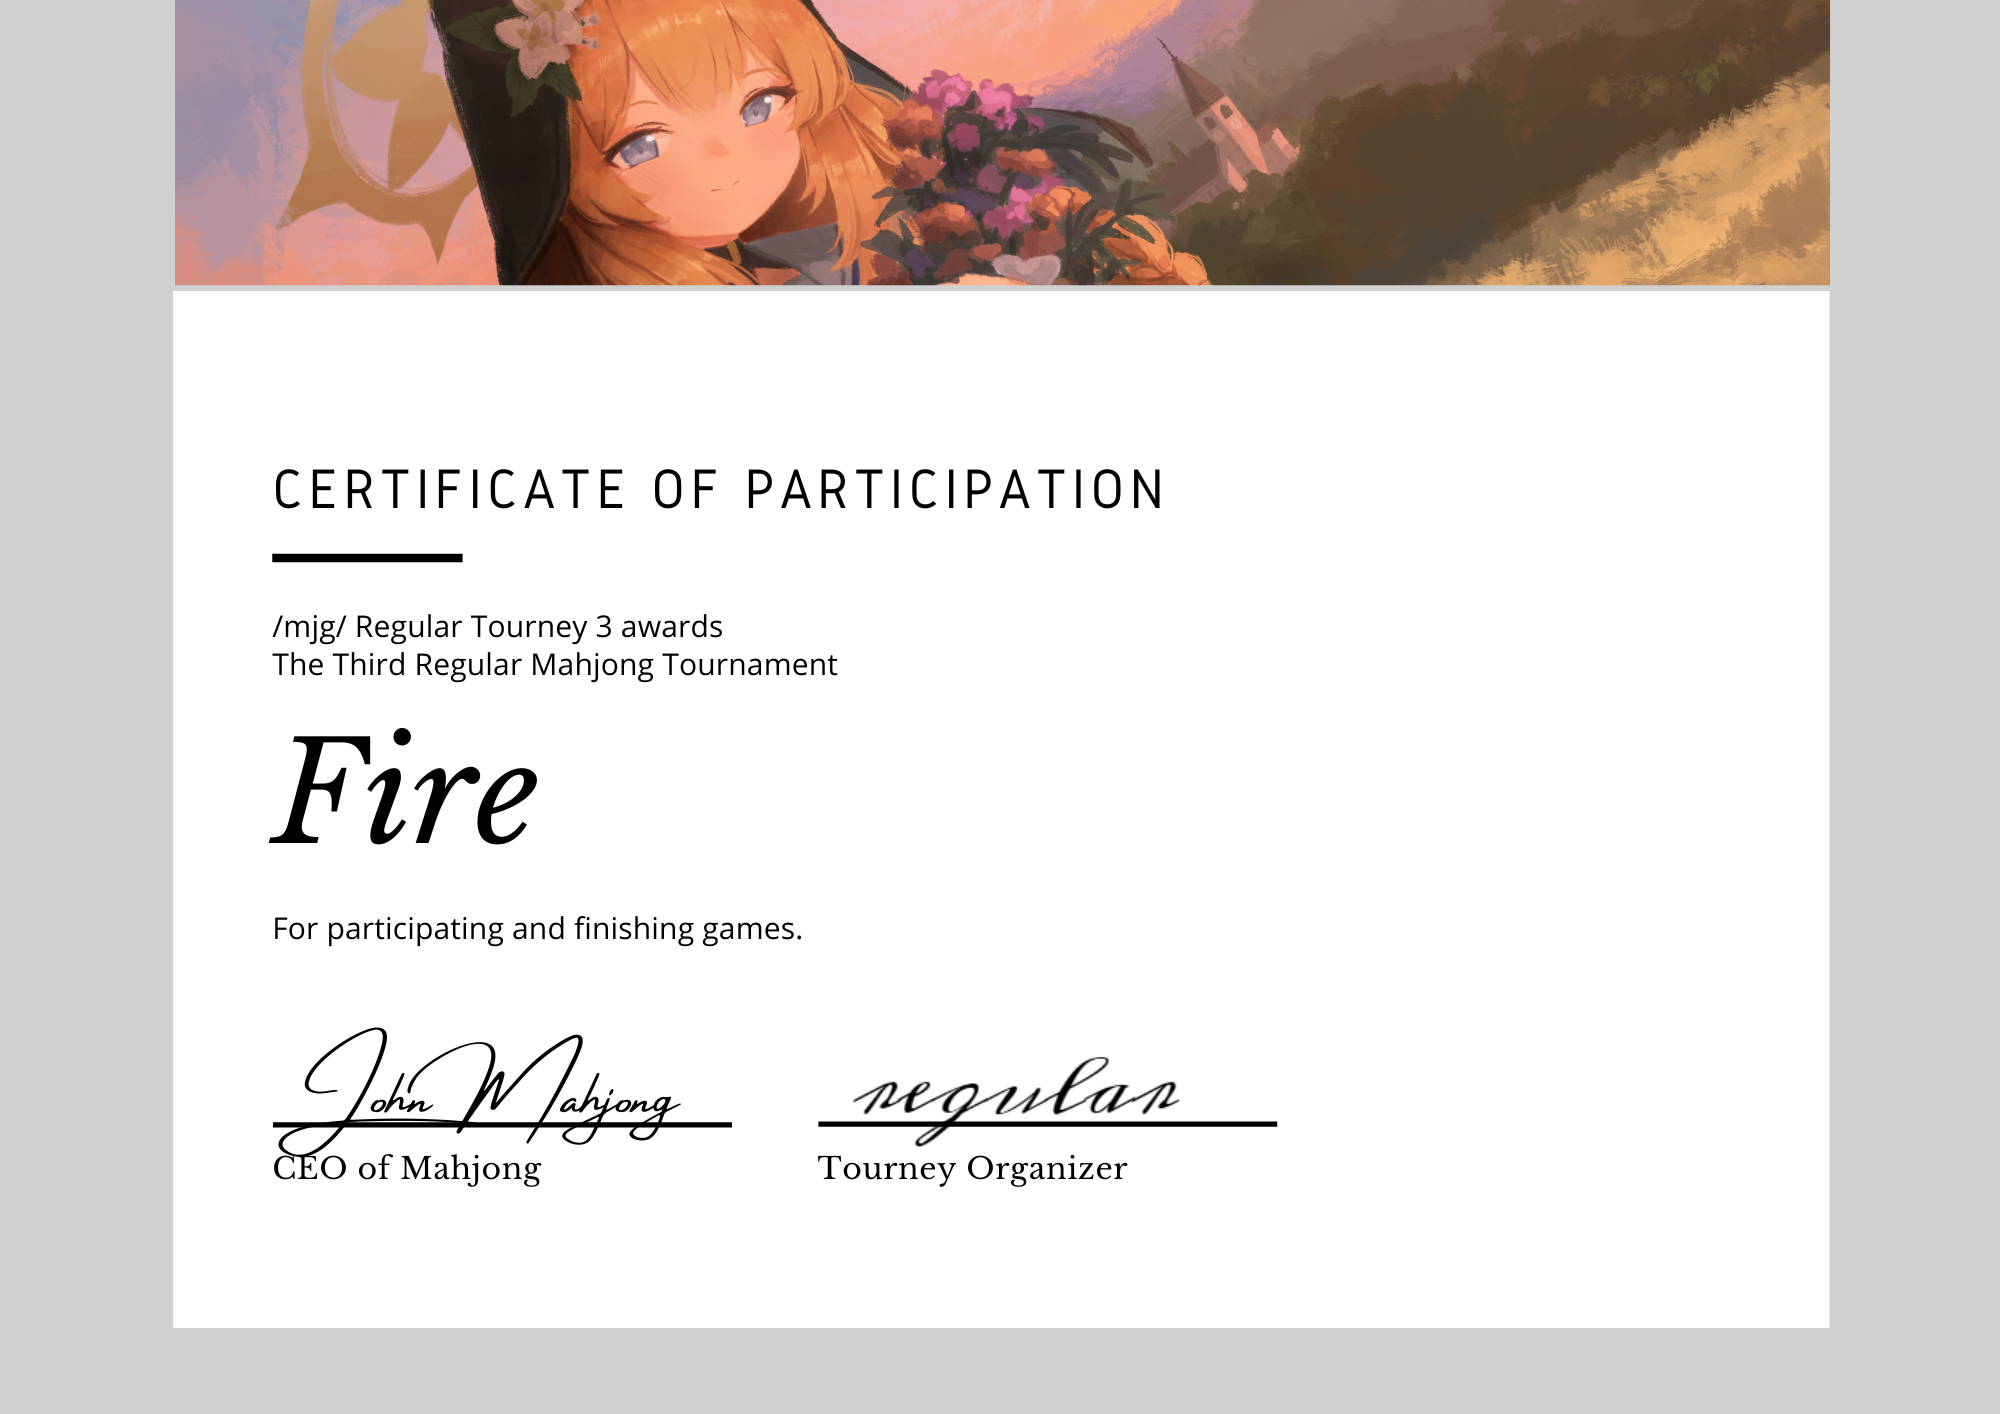 CERTIFICATE OF PARTICIPATION
/mjg/ Regular Tourney 3 awards
The Third Regular Mahjong Tournament
Fire
For participating and finishing games.
John Mahjong
CEO of Mahjong
regular
Tourney Organizer